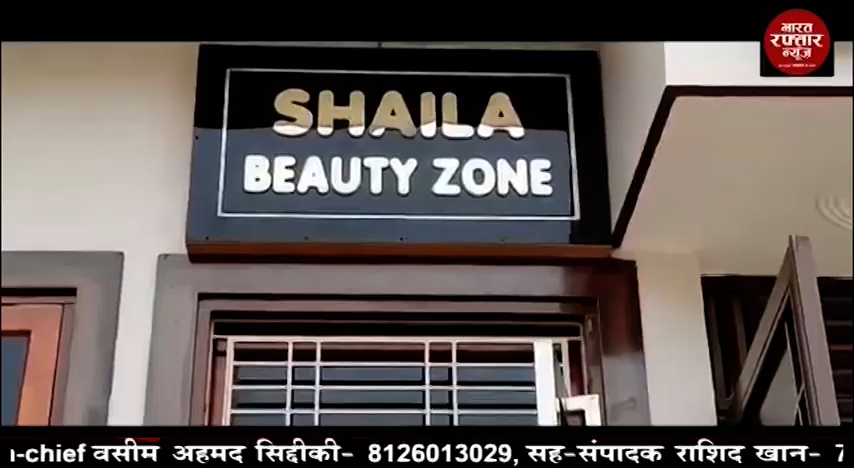 भारत
रफ़्तार
न्यूज़
SHAILA
BEAUTY ZONE
-chief वसीम अहमद सिद्दीकी- 8126013029, सह-संपादक राशिद खान- 7